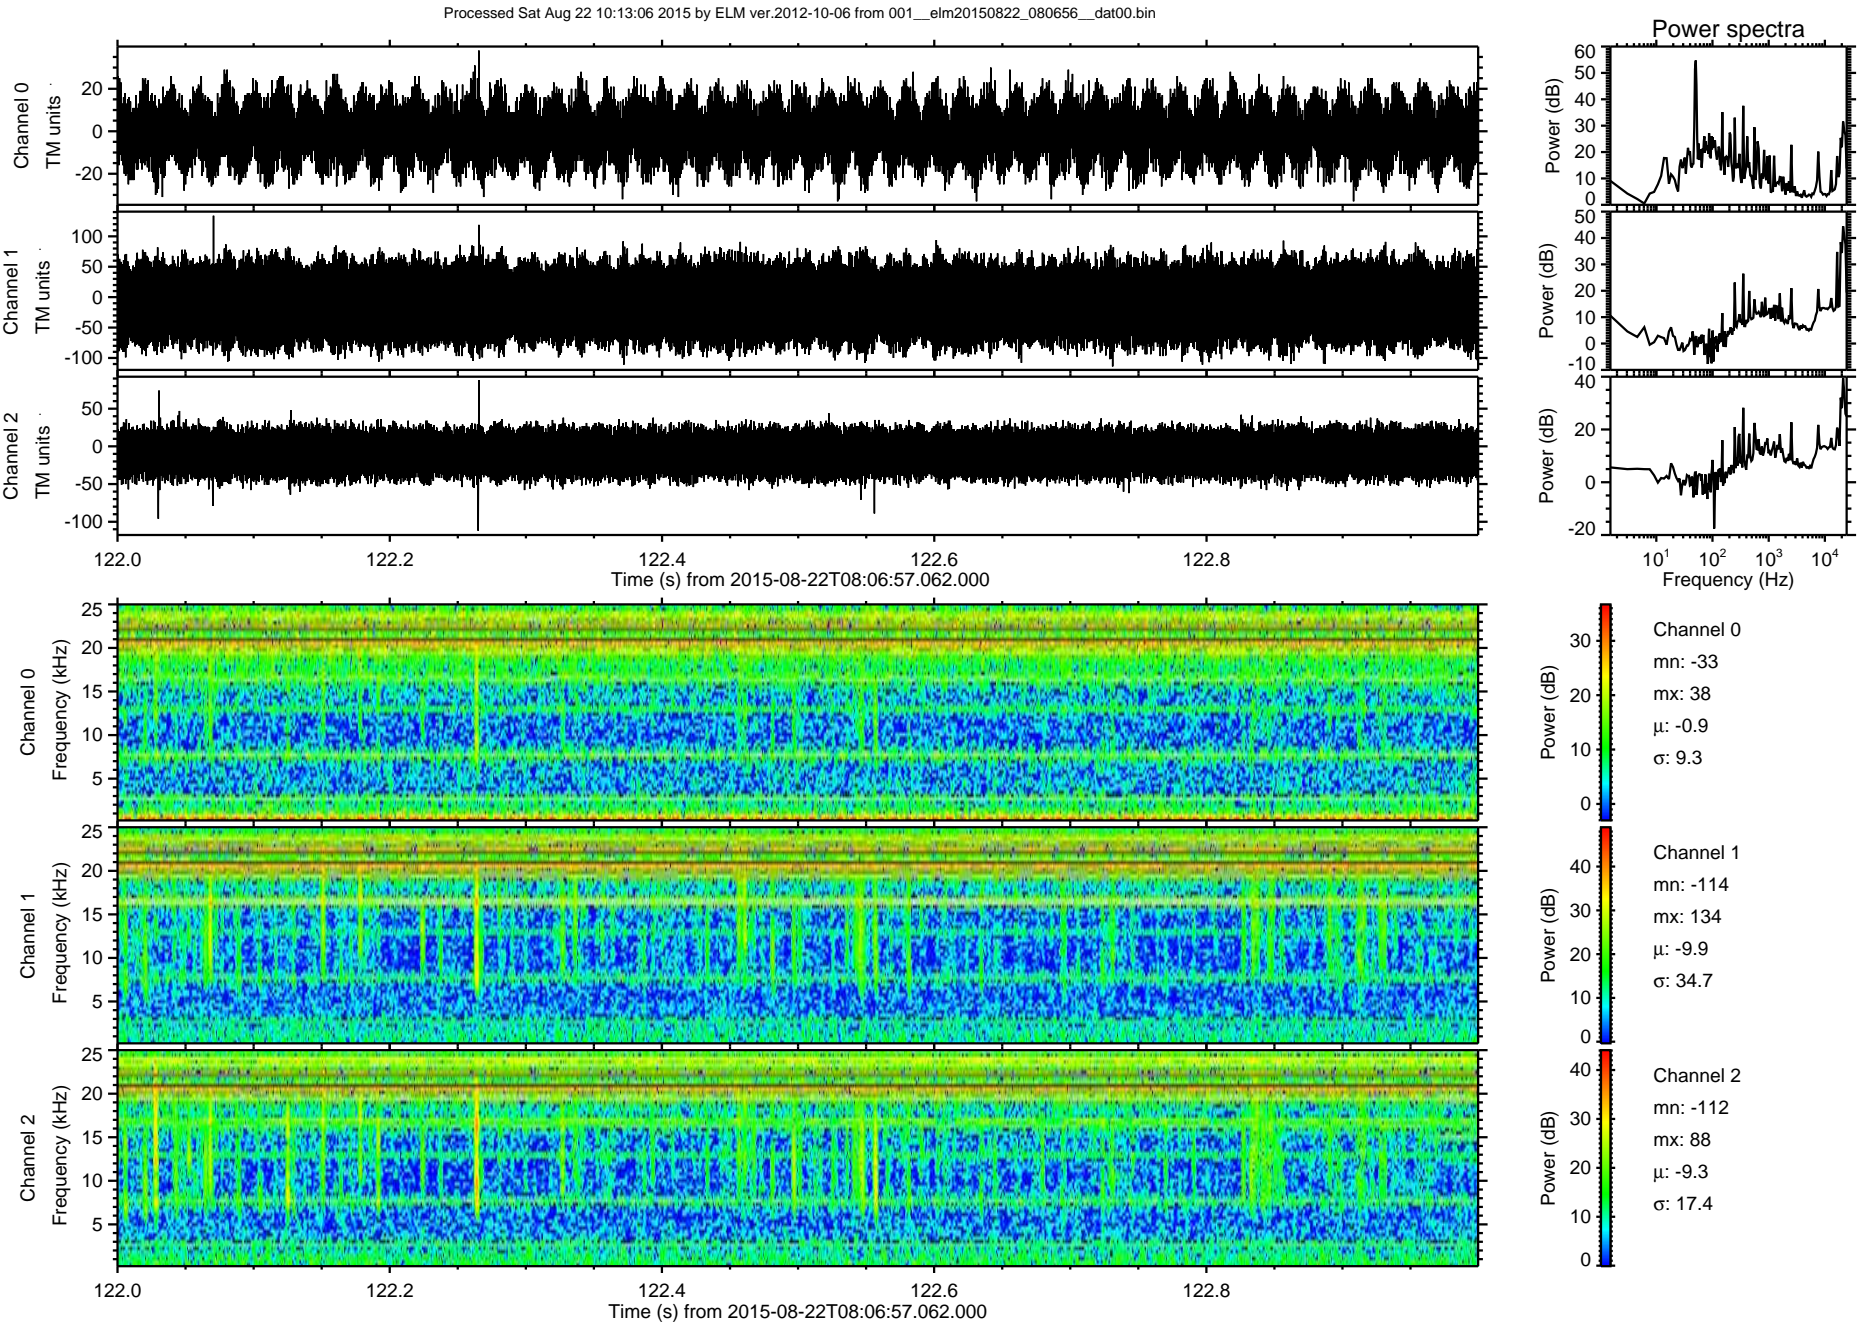 Processed Sat Aug 22 10:13:06 2015 by ELM ver.2012-10-06 from 001__elm20150822_080656__dat00.bin
Power spectra
Channel 0
TM units
20
0
-20
Power (dB)
60
50
40
30
20
10
0
Channel 1
TM units
100
50
0
-50
-100
Power (dB)
50
40
30
20
10
0
-10
Channel 2
TM units
50
0
-50
-100
Power (dB)
40
20
0
-20
122.0 122.2 122.4 122.6 122.8
Time (s) from 2015-08-22T08:06:57.062.000
10^1 10^2 10^3 10^4
Frequency (Hz)
Channel 0
Frequency (kHz)
25
20
15
10
5
Power (dB)
30
20
10
0
Channel 0
mn: -33
mx: 38
μ: -0.9
σ: 9.3
Channel 1
Frequency (kHz)
25
20
15
10
5
Power (dB)
40
30
20
10
0
Channel 1
mn: -114
mx: 134
μ: -9.9
σ: 34.7
Channel 2
Frequency (kHz)
25
20
15
10
5
Power (dB)
40
30
20
10
0
Channel 2
mn: -112
mx: 88
μ: -9.3
σ: 17.4
122.0 122.2 122.4 122.6 122.8
Time (s) from 2015-08-22T08:06:57.062.000